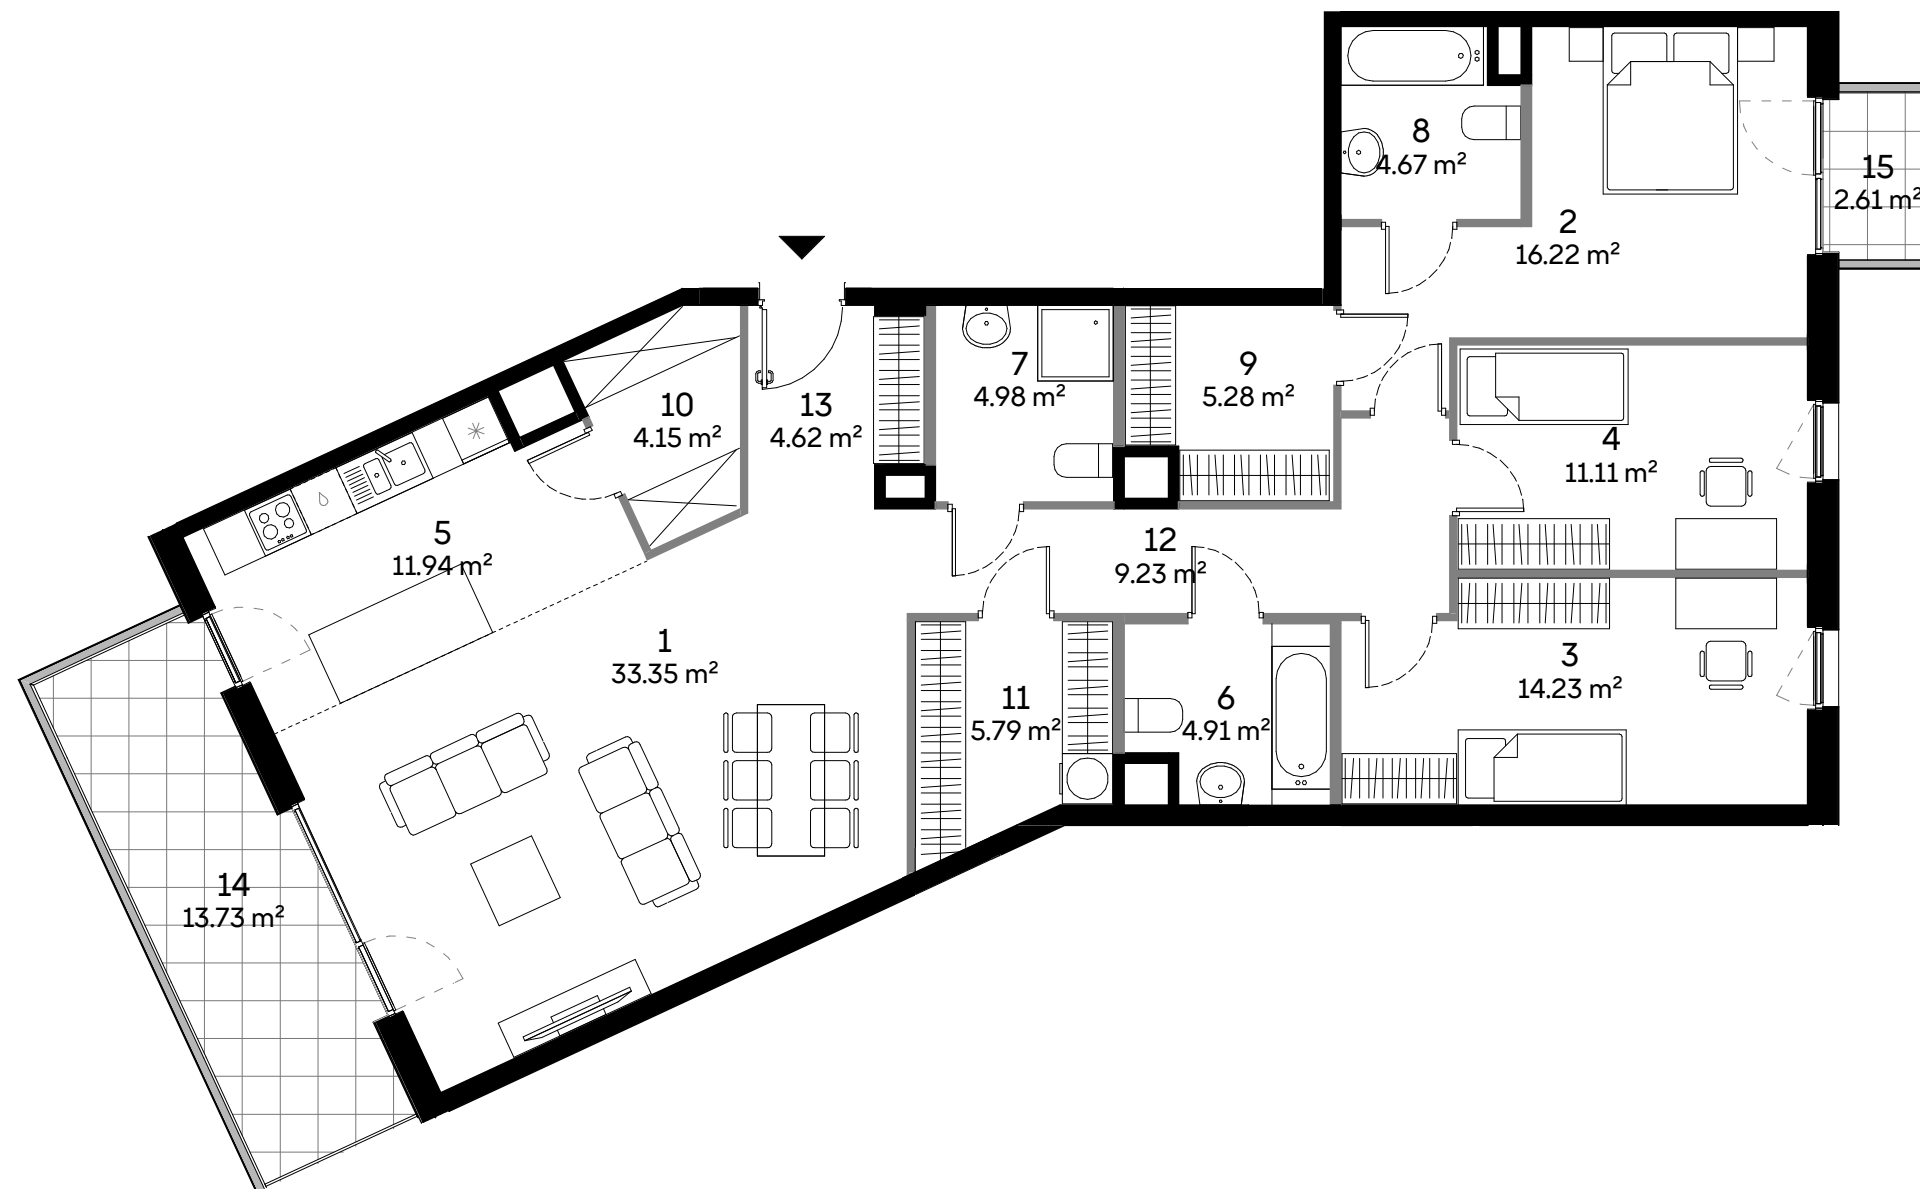 8
4.67 m²
15
2.61 m²
2
16.22 m²
7
4.98 m²
9
5.28 m²
10
4.15 m²
13
4.62 m²
4
11.11 m²
5
11.94 m²
12
9.23 m²
1
33.35 m²
3
14.23 m²
11
5.79 m²
6
4.91 m²
14
13.73 m²